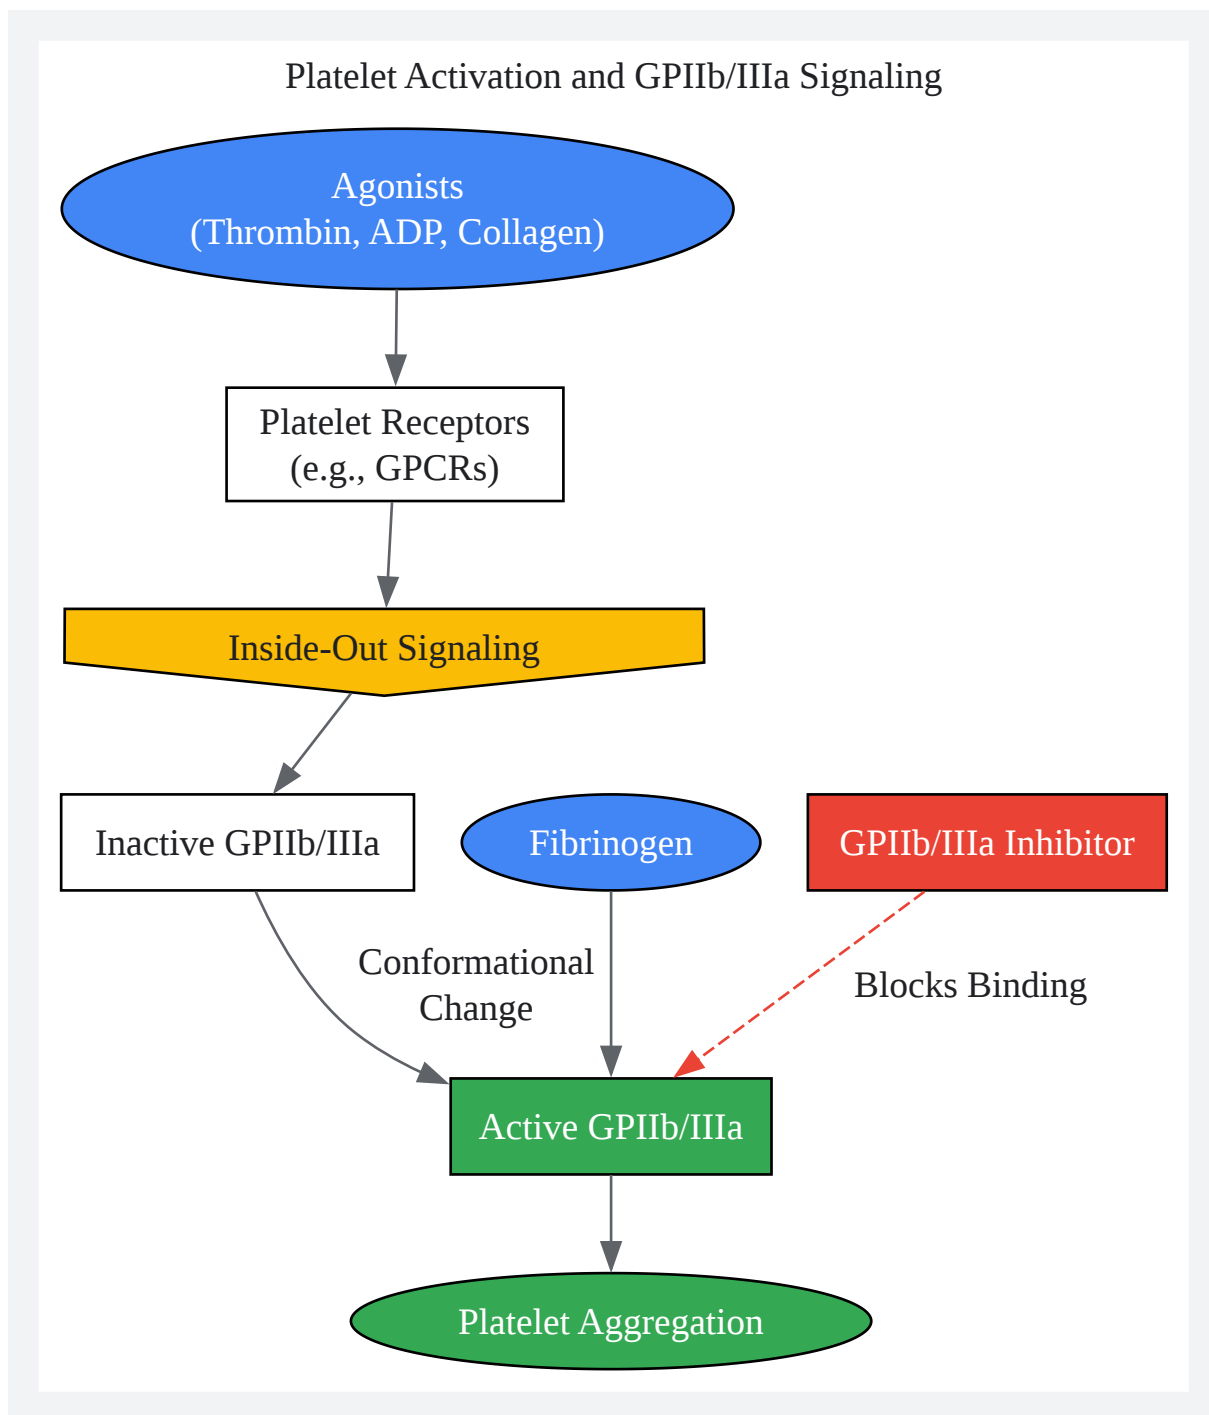 Platelet Activation and GPIIb/IIIa Signaling
Agonists
(Thrombin, ADP, Collagen)
Platelet Receptors
(e.g., GPCRs)
Inside-Out Signaling
Inactive GPIIb/IIIa
Fibrinogen
GPIIb/IIIa Inhibitor
Conformational
Change
Blocks Binding
Active GPIIb/IIIa
Platelet Aggregation